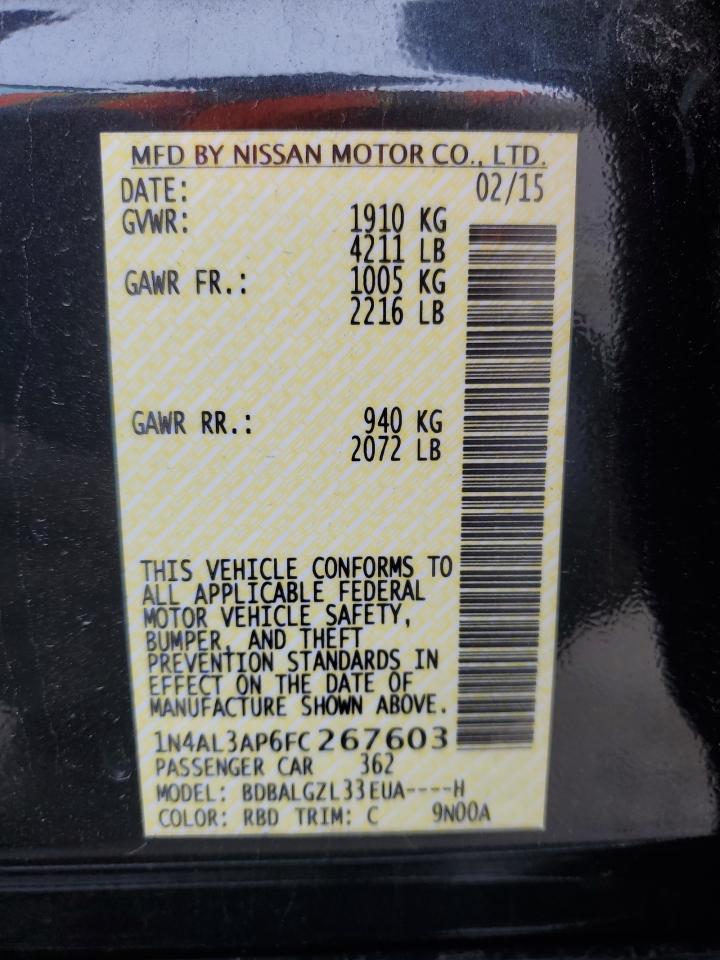 MFD BY NISSAN MOTOR CO., LTD.
DATE: 02/15
GVWR: 1910 KG
4211 LB
GAWR FR.: 1005 KG
2216 LB
GAWR RR.: 940 KG
2072 LB
THIS VEHICLE CONFORMS TO
ALL APPLICABLE FEDERAL
MOTOR VEHICLE SAFETY,
BUMPER, AND THEFT
PREVENTION STANDARDS IN
EFFECT ON THE DATE OF
MANUFACTURE SHOWN ABOVE.
1N4AL3AP6FC267603
PASSENGER CAR 362
MODEL: BDBALGZL33EUA----H
COLOR: RBD TRIM: C 9N00A